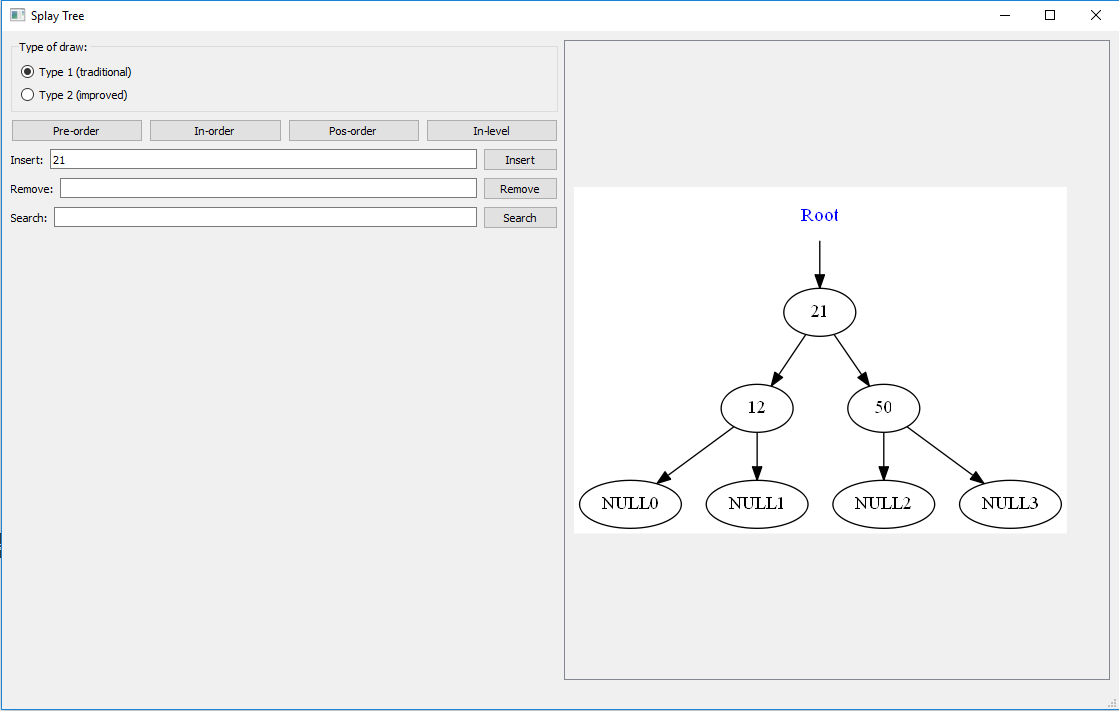 Splay Tree
Type of draw:
Type 1 (traditional)
Type 2 (improved)
Pre-order In-order Pos-order In-level
Insert: 21 Insert
Remove: Remove
Search: Search
Root
21
12 50
NULL0 NULL1 NULL2 NULL3